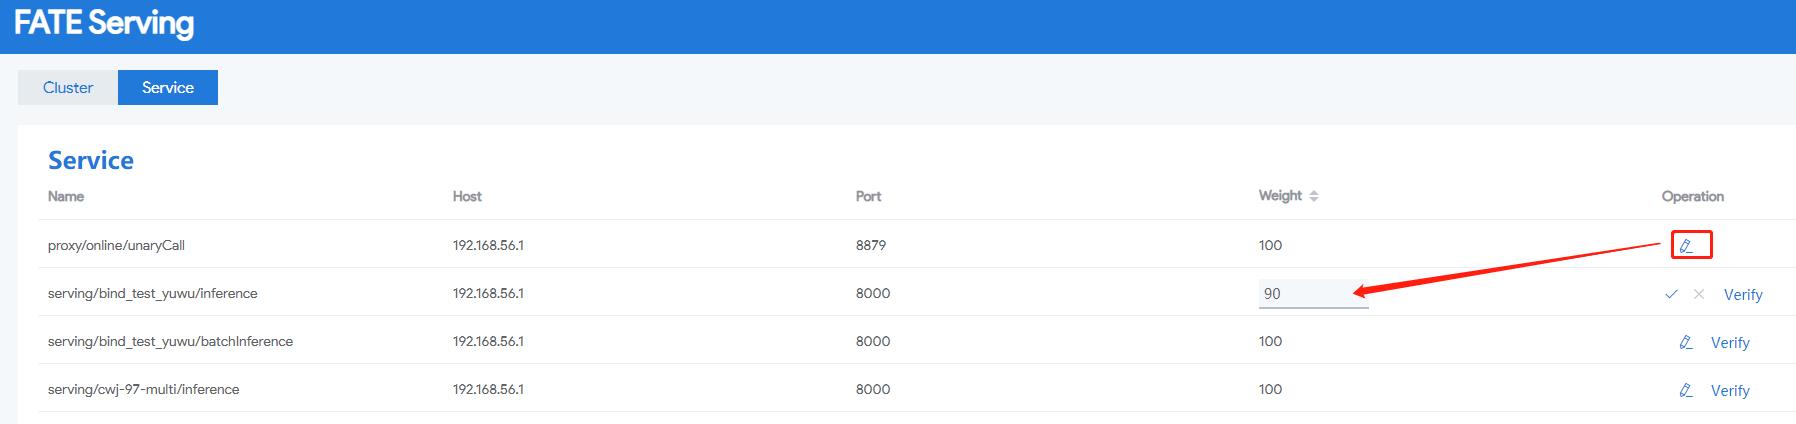 FATE Serving
Cluster Service
Service
Name Host Port Weight Operation
proxy/online/unaryCall 192.168.56.1 8879 100
serving/bind_test_yuwu/inference 192.168.56.1 8000 90 Verify
serving/bind_test_yuwu/batchInference 192.168.56.1 8000 100 Verify
serving/cwj-97-multi/inference 192.168.56.1 8000 100 Verify